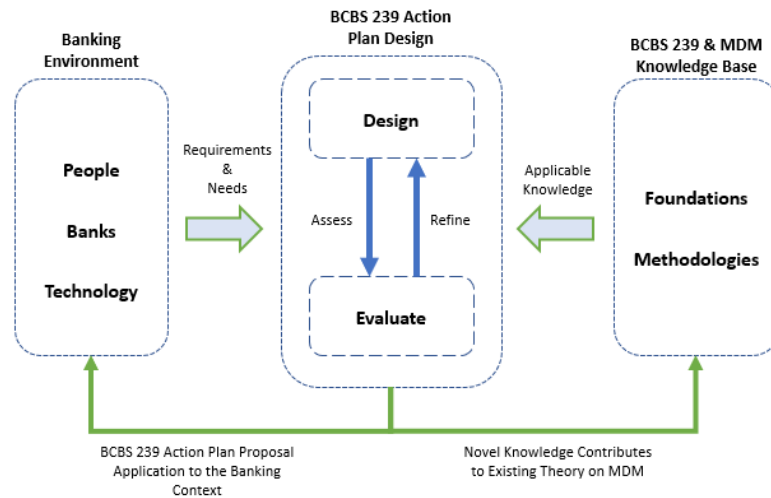 Banking
Environment
People
Banks
Technology
Requirements
&
Needs
BCBS 239 Action
Plan Design
Design
Assess
Refine
Evaluate
Applicable
Knowledge
BCBS 239 & MDM
Knowledge Base
Foundations
Methodologies
BCBS 239 Action Plan Proposal
Application to the Banking
Context
Novel Knowledge Contributes
to Existing Theory on MDM